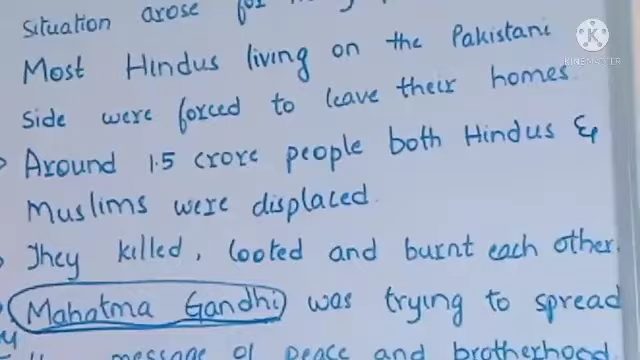 situation arose for
Most Hindus living on the Pakistani
side were forced to leave their homes.
Around 1.5 crore people both Hindus &
Muslims were displaced.
They killed, looted and burnt each other.
Mahatma Gandhi was trying to spread
message of peace and brotherhood
KINEMASTER